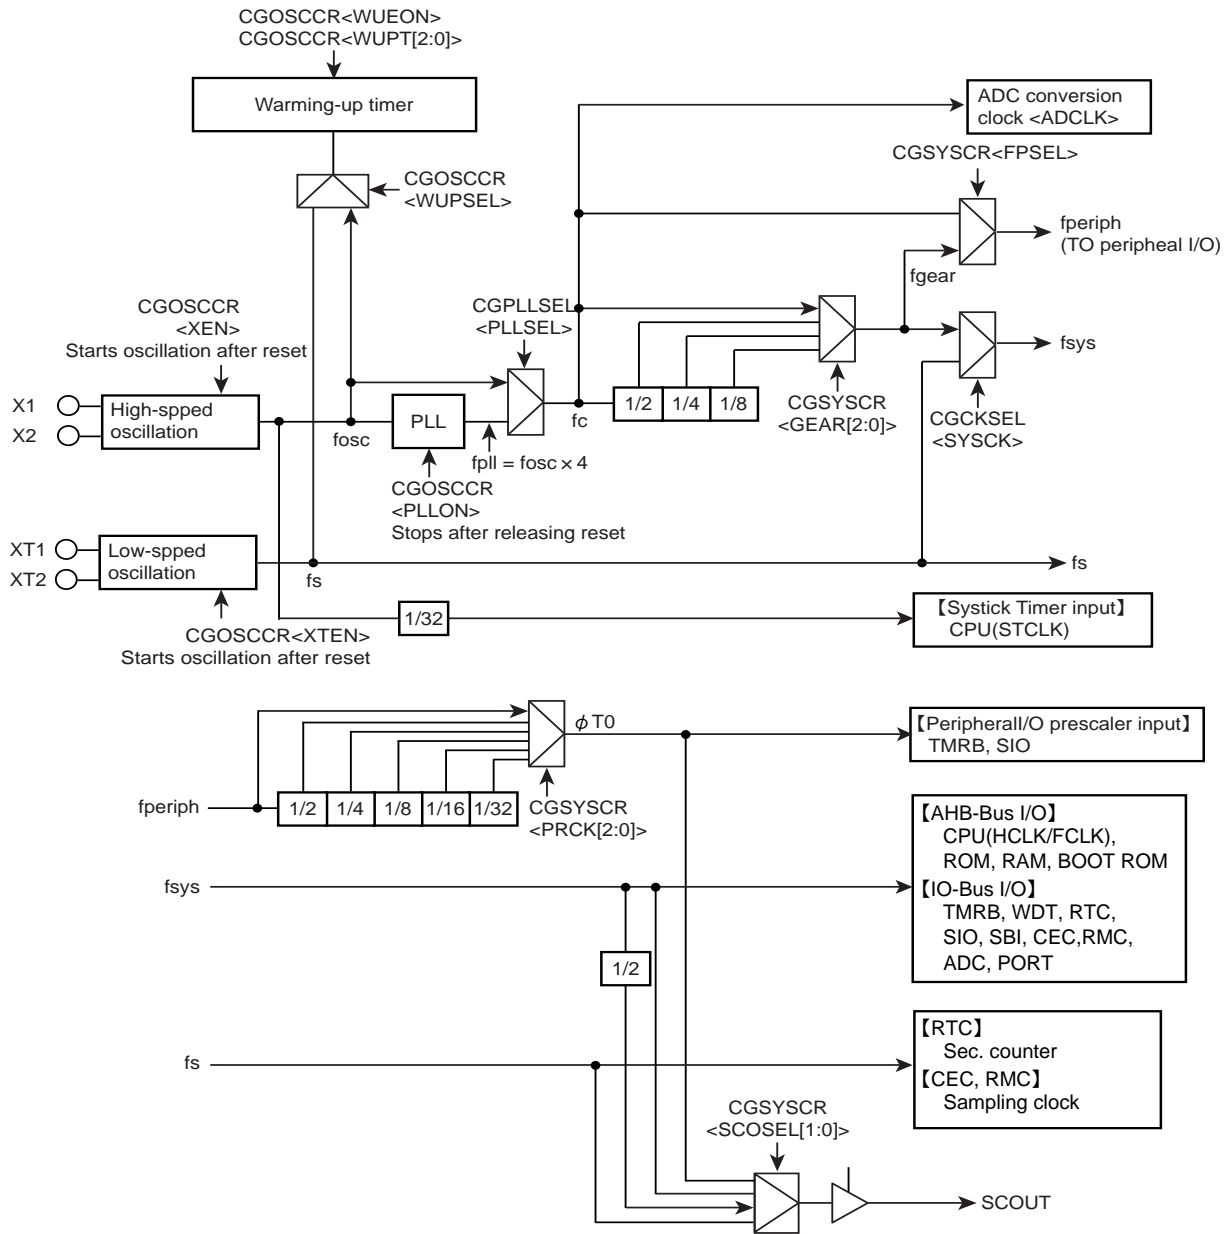 CGOSCCR<WUEON>
CGOSCCR<WUPT[2:0]>
Warming-up timer
CGOSCCR
<WUPSEL>
ADC conversion
clock <ADCLK>
CGSYSCR<FPSEL>
fperiph
(TO peripheal I/O)
fgear
CGOSCCR
<XEN>
Starts oscillation after reset
CGPLLSEL
<PLLSEL>
fsys
X1
X2
High-spped
oscillation
fosc
PLL
fpll = fosc × 4
fc
1/2
1/4
1/8
CGSYSCR
<GEAR[2:0]>
CGCKSEL
<SYSCK>
CGOSCCR
<PLLON>
Stops after releasing reset
XT1
XT2
Low-spped
oscillation
fs
fs
CGOSCCR<XTEN>
Starts oscillation after reset
1/32
【Systick Timer input】
CPU(STCLK)
ϕT0
【PeripheralI/O prescaler input】
TMRB, SIO
fperiph
1/2
1/4
1/8
1/16
1/32
CGSYSCR
<PRCK[2:0]>
【AHB-Bus I/O】
CPU(HCLK/FCLK),
ROM, RAM, BOOT ROM
【IO-Bus I/O】
TMRB, WDT, RTC,
SIO, SBI, CEC,RMC,
ADC, PORT
fsys
1/2
fs
【RTC】
Sec. counter
【CEC, RMC】
Sampling clock
CGSYSCR
<SCOSEL[1:0]>
SCOUT